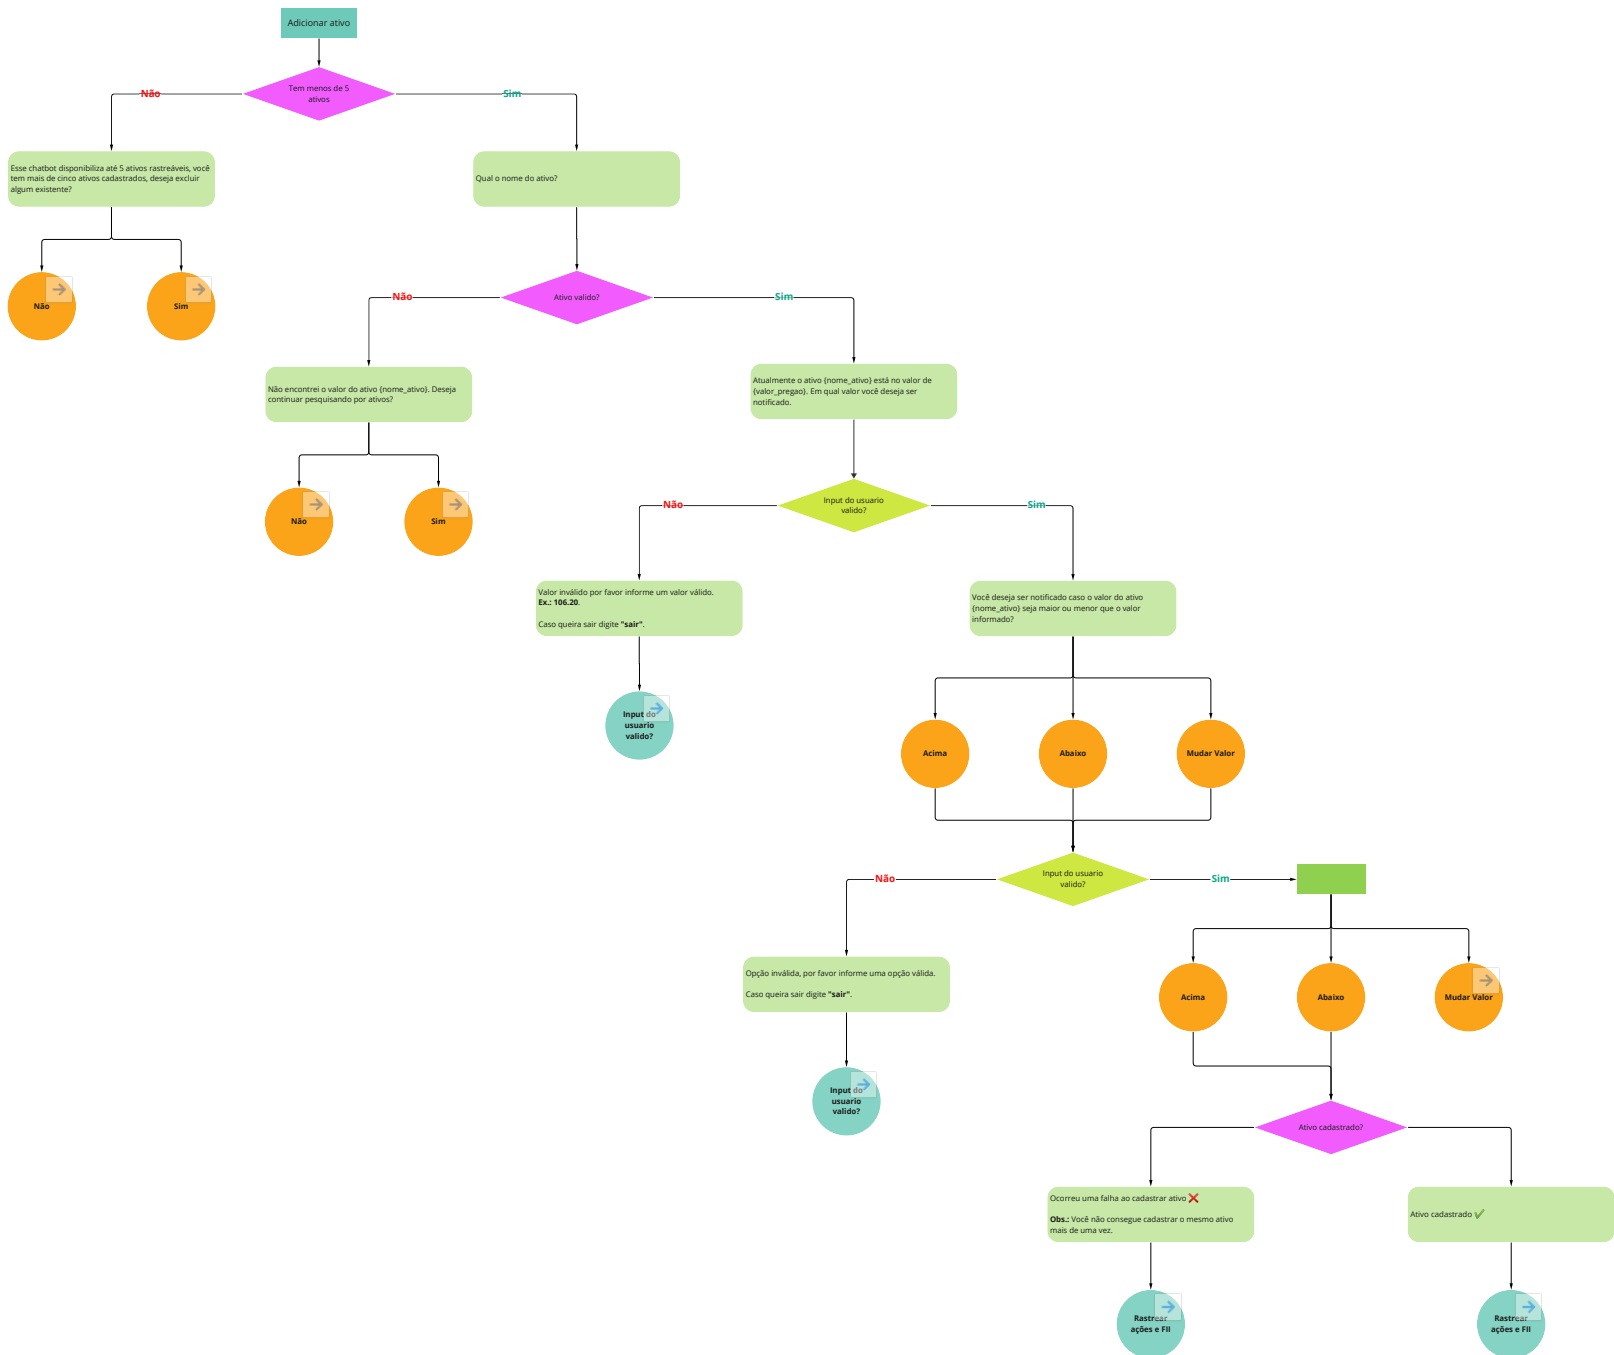 Adicionar ativo
Tem menos de 5
ativos
Não
Sim
Esse chatbot disponibiliza até 5 ativos rastreáveis, você
tem mais de cinco ativos cadastrados, deseja excluir
algum existente?
Qual o nome do ativo?
Não
Sim
Ativo valido?
Não
Sim
Não encontrei o valor do ativo {nome_ativo}. Deseja
continuar pesquisando por ativos?
Atualmente o ativo {nome_ativo} está no valor de
{valor_pregao}. Em qual valor você deseja ser
notificado.
Não
Sim
Input do usuario
valido?
Não
Sim
Valor inválido por favor informe um valor válido.
Ex.: 106.20.
Caso queira sair digite "sair".
Você deseja ser notificado caso o valor do ativo
{nome_ativo} seja maior ou menor que o valor
informado?
Input do
usuario
valido?
Acima
Abaixo
Mudar Valor
Input do usuario
valido?
Não
Sim
Opção inválida, por favor informe uma opção válida.
Caso queira sair digite "sair".
Acima
Abaixo
Mudar Valor
Input do
usuario
valido?
Ativo cadastrado?
Ocorreu uma falha ao cadastrar ativo ❌
Obs.: Você não consegue cadastrar o mesmo ativo
mais de uma vez.
Ativo cadastrado ✅
Rastrear
ações e FII
Rastrear
ações e FII